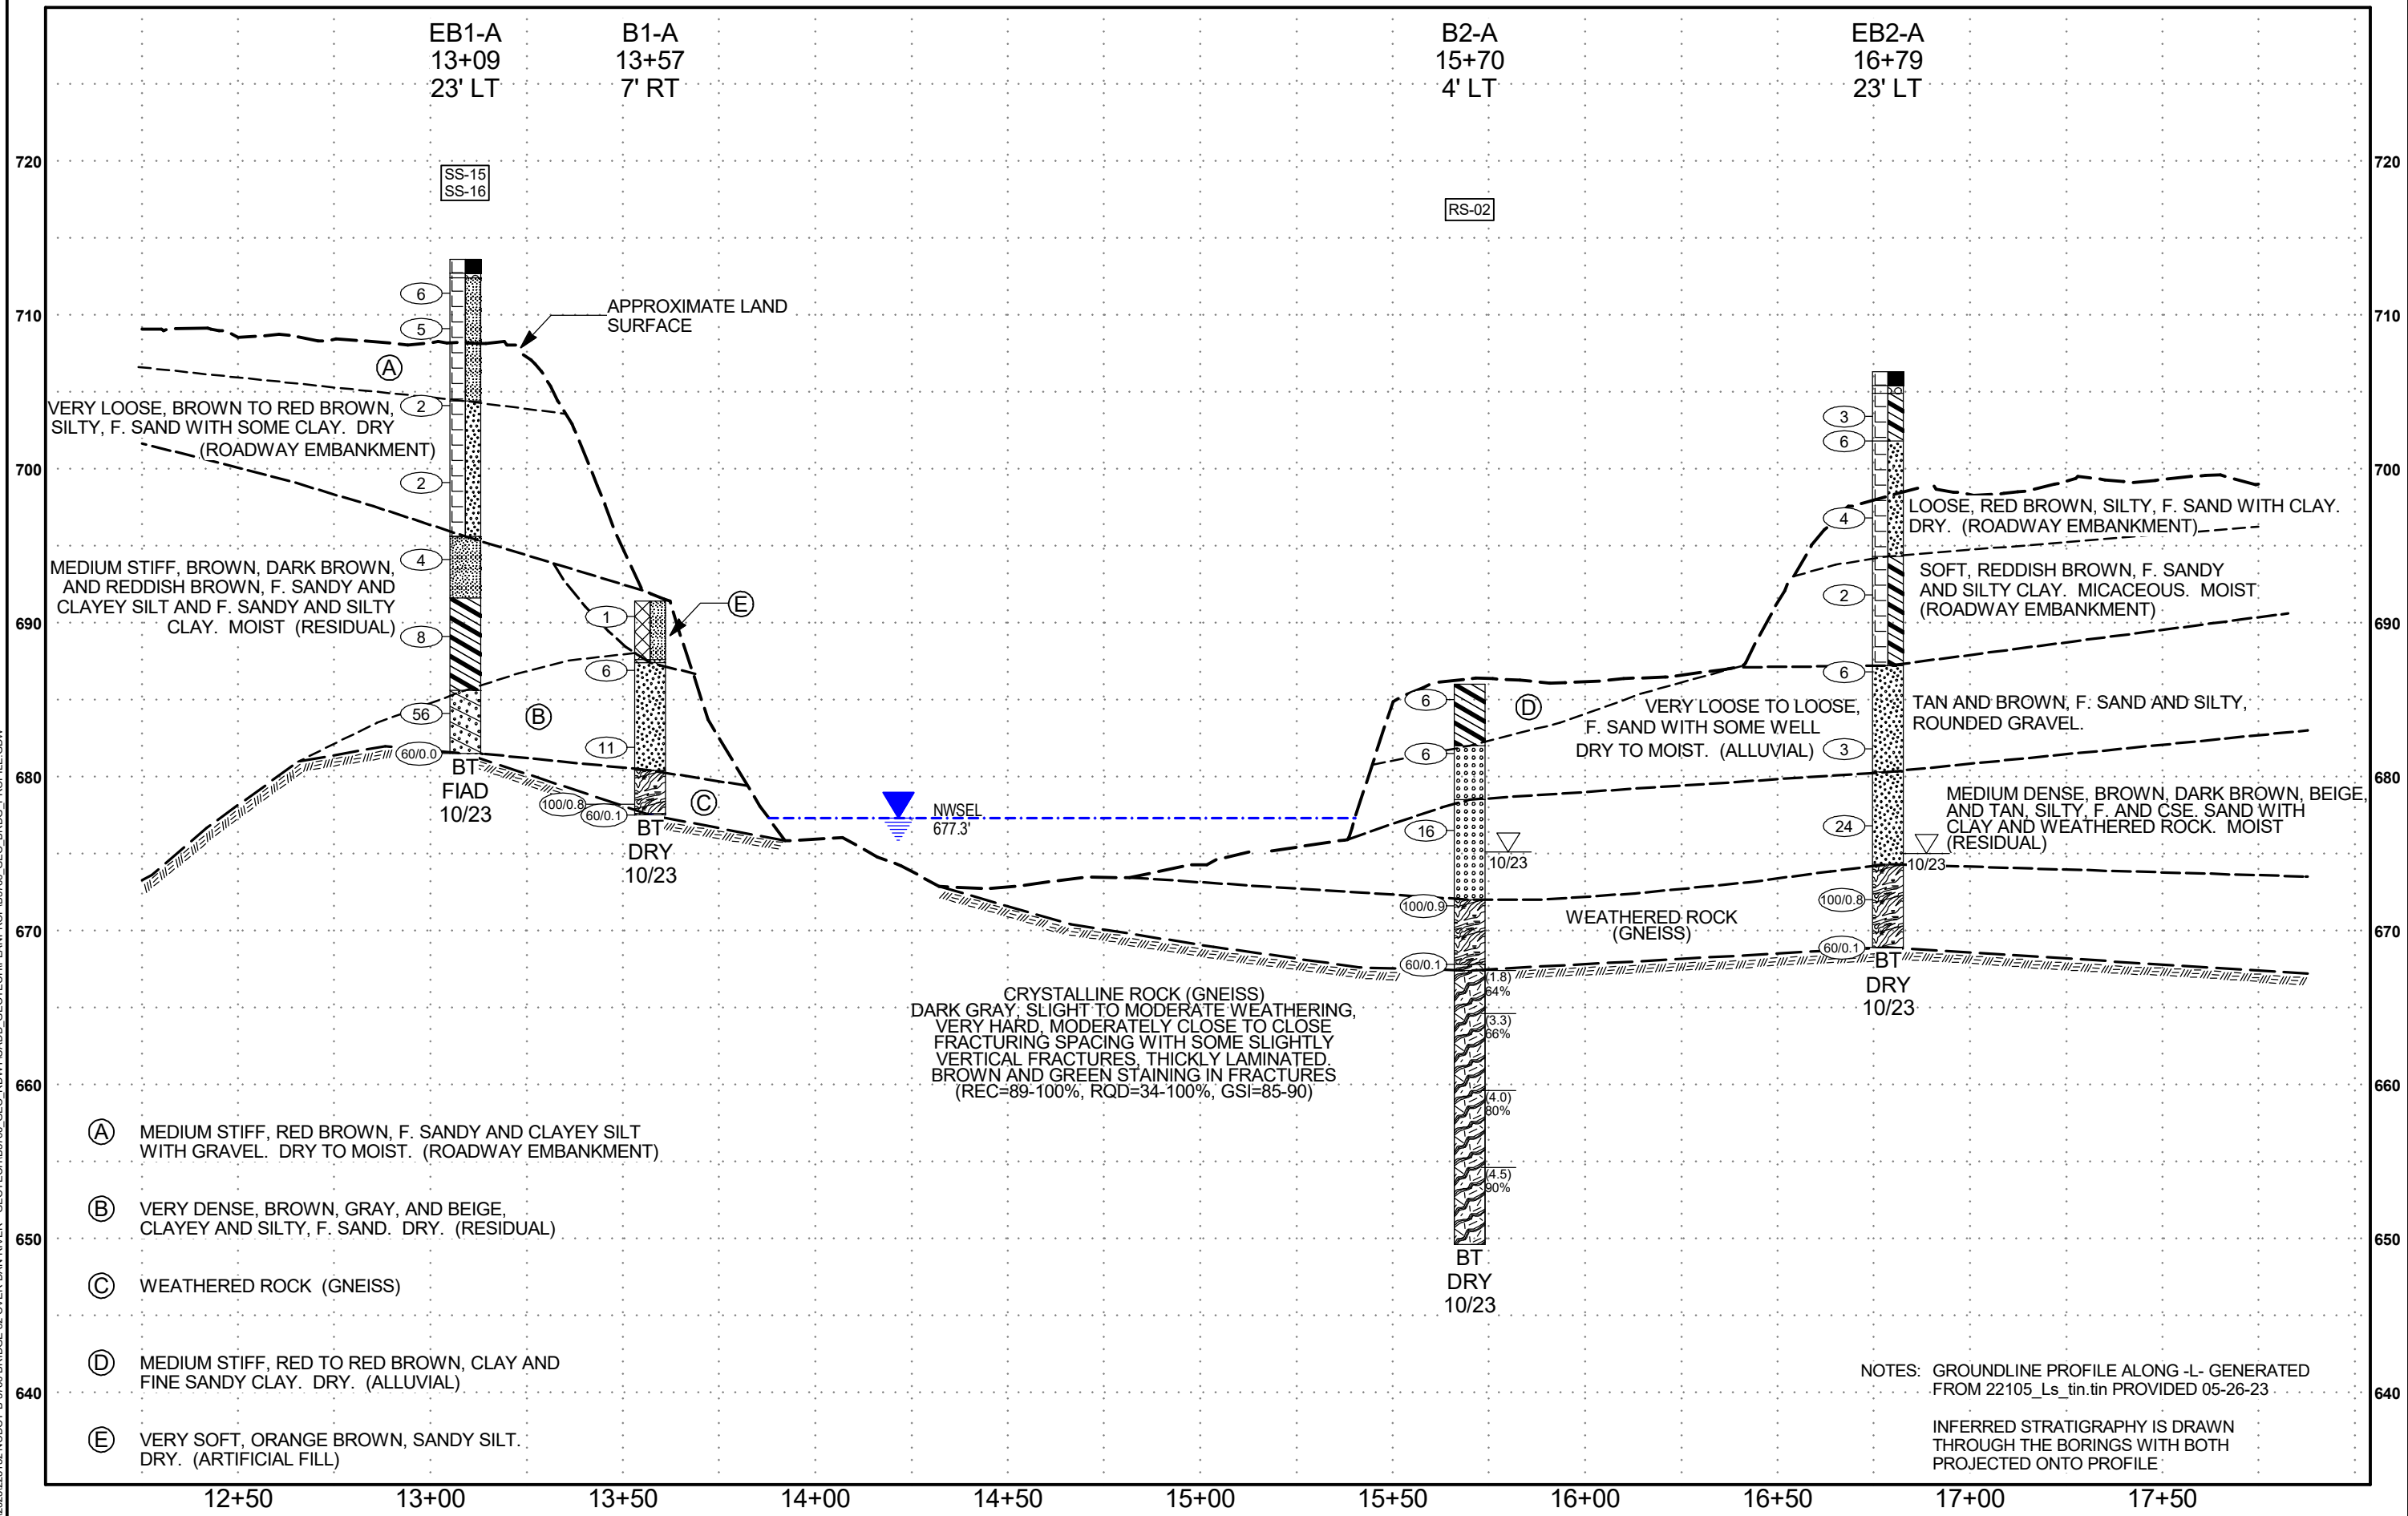 EB1-A
13+09
23' LT
B1-A
13+57
7' RT
B2-A
15+70
4' LT
EB2-A
16+79
23' LT
720
720
SS-15
SS-16
RS-02
710
710
APPROXIMATE LAND
SURFACE
6
5
A
2
VERY LOOSE, BROWN TO RED BROWN,
SILTY, F. SAND WITH SOME CLAY. DRY
(ROADWAY EMBANKMENT)
3
6
700
700
2
4
LOOSE, RED BROWN, SILTY, F. SAND WITH CLAY.
DRY. (ROADWAY EMBANKMENT)
4
MEDIUM STIFF, BROWN, DARK BROWN,
AND REDDISH BROWN, F. SANDY AND
CLAYEY SILT AND F. SANDY AND SILTY
CLAY. MOIST (RESIDUAL)
8
1
E
2
SOFT, REDDISH BROWN, F. SANDY
AND SILTY CLAY. MICACEOUS. MOIST
(ROADWAY EMBANKMENT)
690
690
6
6
6
D
VERY LOOSE TO LOOSE,
F. SAND WITH SOME WELL
DRY TO MOIST. (ALLUVIAL)
TAN AND BROWN, F. SAND AND SILTY,
ROUNDED GRAVEL.
56
B
11
6
3
60/0.0
680
680
BT
FIAD
10/23
100/0.8
60/0.1
C
BT
DRY
10/23
NWSEL
677.3'
16
10/23
24
MEDIUM DENSE, BROWN, DARK BROWN, BEIGE,
AND TAN, SILTY, F. AND CSE. SAND WITH
CLAY AND WEATHERED ROCK. MOIST
(RESIDUAL)
10/23
100/0.9
100/0.8
WEATHERED ROCK
(GNEISS)
670
670
60/0.1
60/0.1
BT
DRY
10/23
(1.8)
64%
(3.3)
66%
(4.0)
80%
(4.5)
90%
CRYSTALLINE ROCK (GNEISS)
DARK GRAY, SLIGHT TO MODERATE WEATHERING,
VERY HARD, MODERATELY CLOSE TO CLOSE
FRACTURING SPACING WITH SOME SLIGHTLY
VERTICAL FRACTURES, THICKLY LAMINATED.
BROWN AND GREEN STAINING IN FRACTURES
(REC=89-100%, RQD=34-100%, GSI=85-90)
660
660
BT
DRY
10/23
A
MEDIUM STIFF, RED BROWN, F. SANDY AND CLAYEY SILT
WITH GRAVEL. DRY TO MOIST. (ROADWAY EMBANKMENT)
B
VERY DENSE, BROWN, GRAY, AND BEIGE,
CLAYEY AND SILTY, F. SAND. DRY. (RESIDUAL)
650
650
C
WEATHERED ROCK (GNEISS)
D
MEDIUM STIFF, RED TO RED BROWN, CLAY AND
FINE SANDY CLAY. DRY. (ALLUVIAL)
640
640
E
VERY SOFT, ORANGE BROWN, SANDY SILT.
DRY. (ARTIFICIAL FILL)
NOTES: GROUNDLINE PROFILE ALONG -L- GENERATED
FROM 22105_Ls_tin.tin PROVIDED 05-26-23
INFERRED STRATIGRAPHY IS DRAWN
THROUGH THE BORINGS WITH BOTH
PROJECTED ONTO PROFILE
12+50
13+00
13+50
14+00
14+50
15+00
15+50
16+00
16+50
17+00
17+50